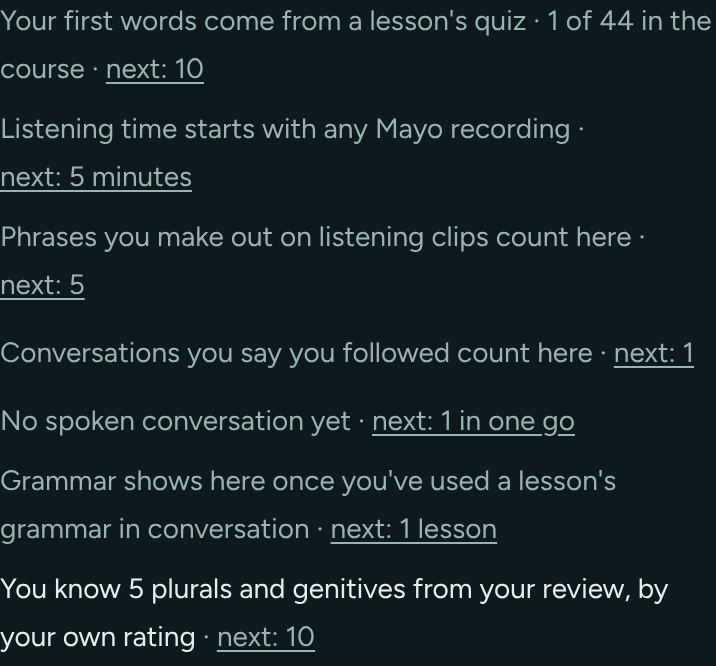 Your first words come from a lesson's quiz · 1 of 44 in the
course · next: 10
Listening time starts with any Mayo recording ·
next: 5 minutes
Phrases you make out on listening clips count here ·
next: 5
Conversations you say you followed count here · next: 1
No spoken conversation yet · next: 1 in one go
Grammar shows here once you've used a lesson's
grammar in conversation · next: 1 lesson
You know 5 plurals and genitives from your review, by
your own rating · next: 10